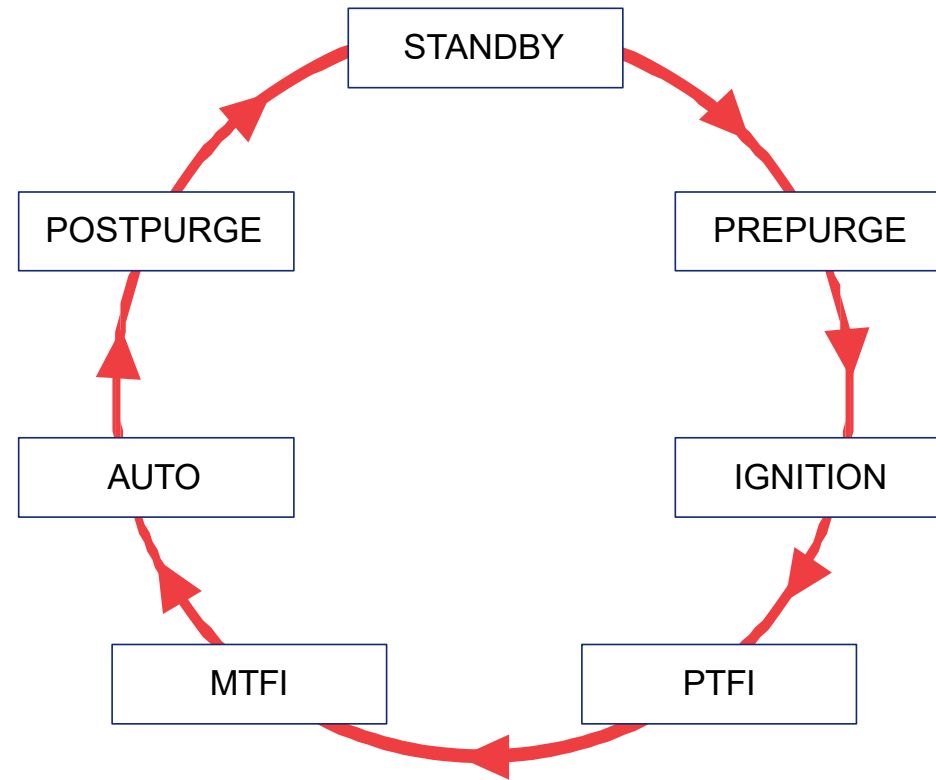 STANDBY
PREPURGE
IGNITION
PTFI
MTFI
AUTO
POSTPURGE